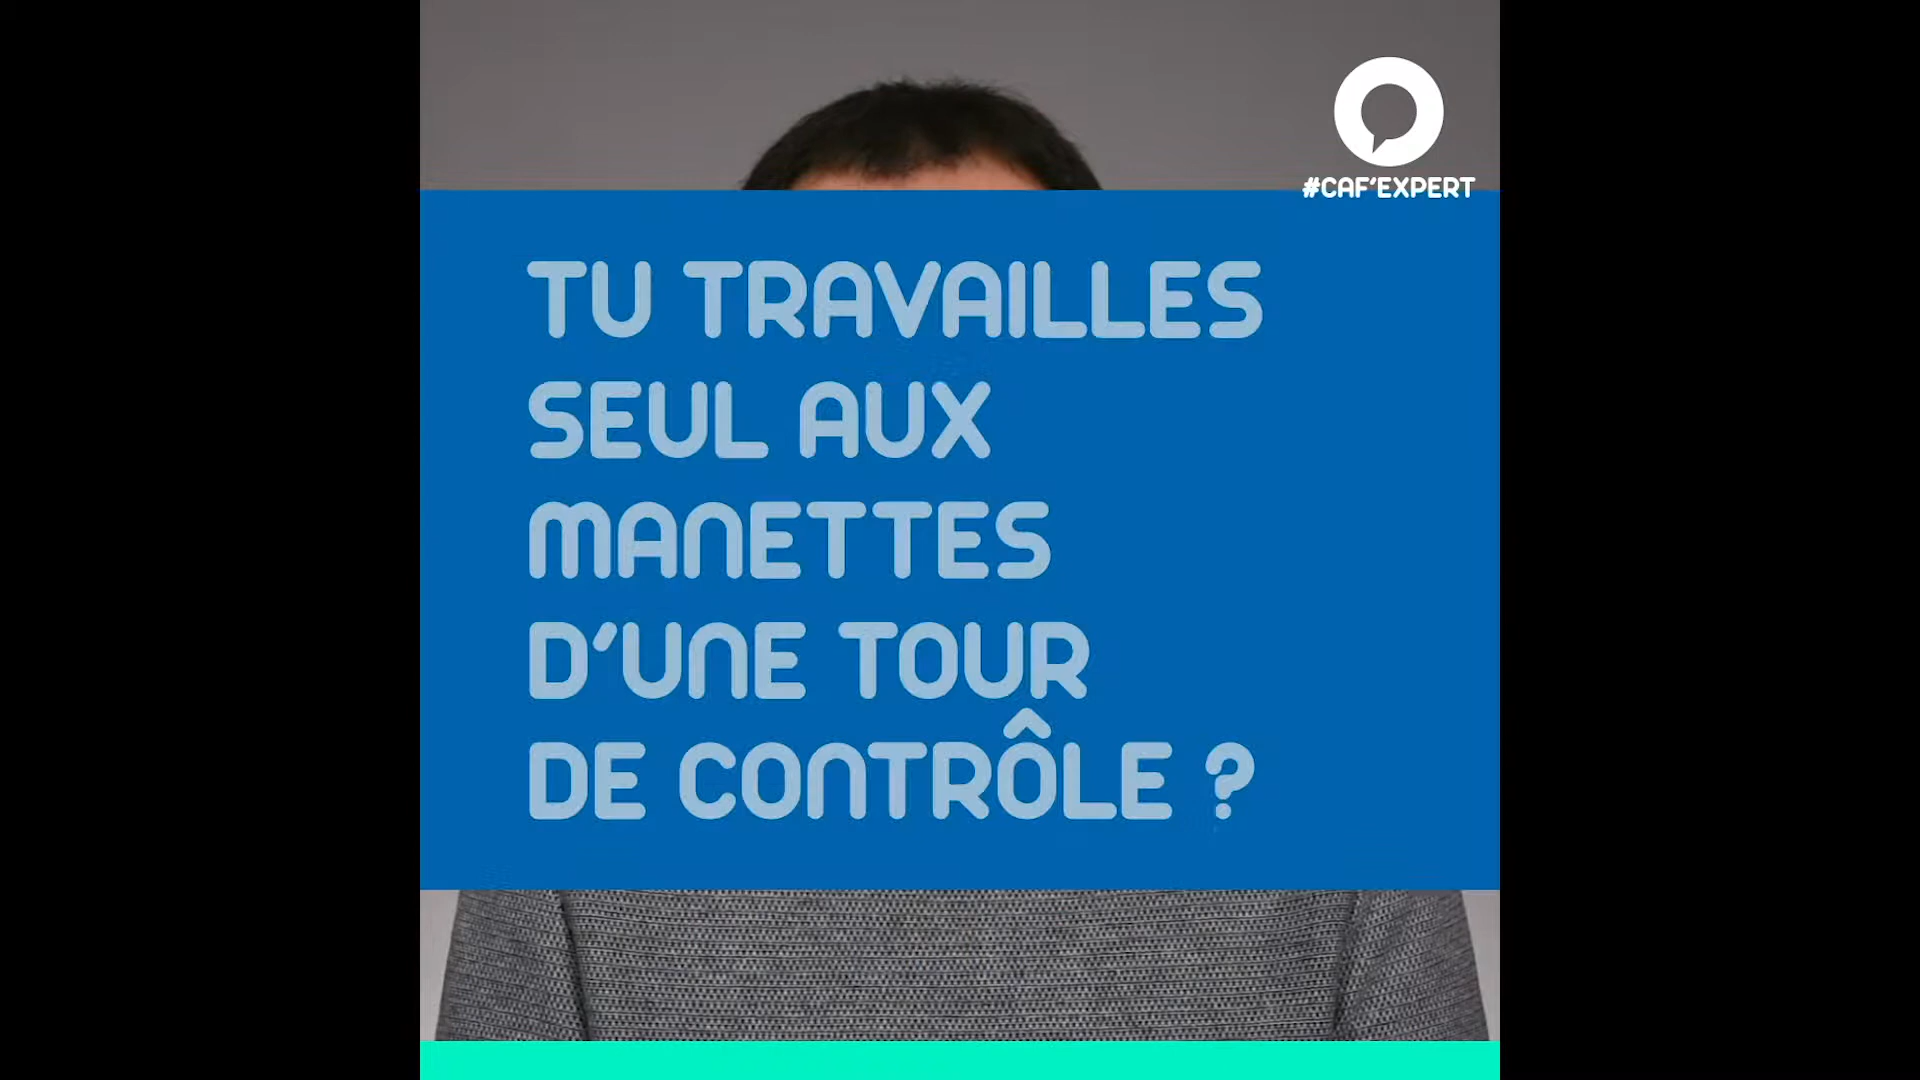 #CAF'EXPERT
TU TRAVAILLES
SEUL AUX
MANETTES
D'UNE TOUR
DE CONTRÔLE ?